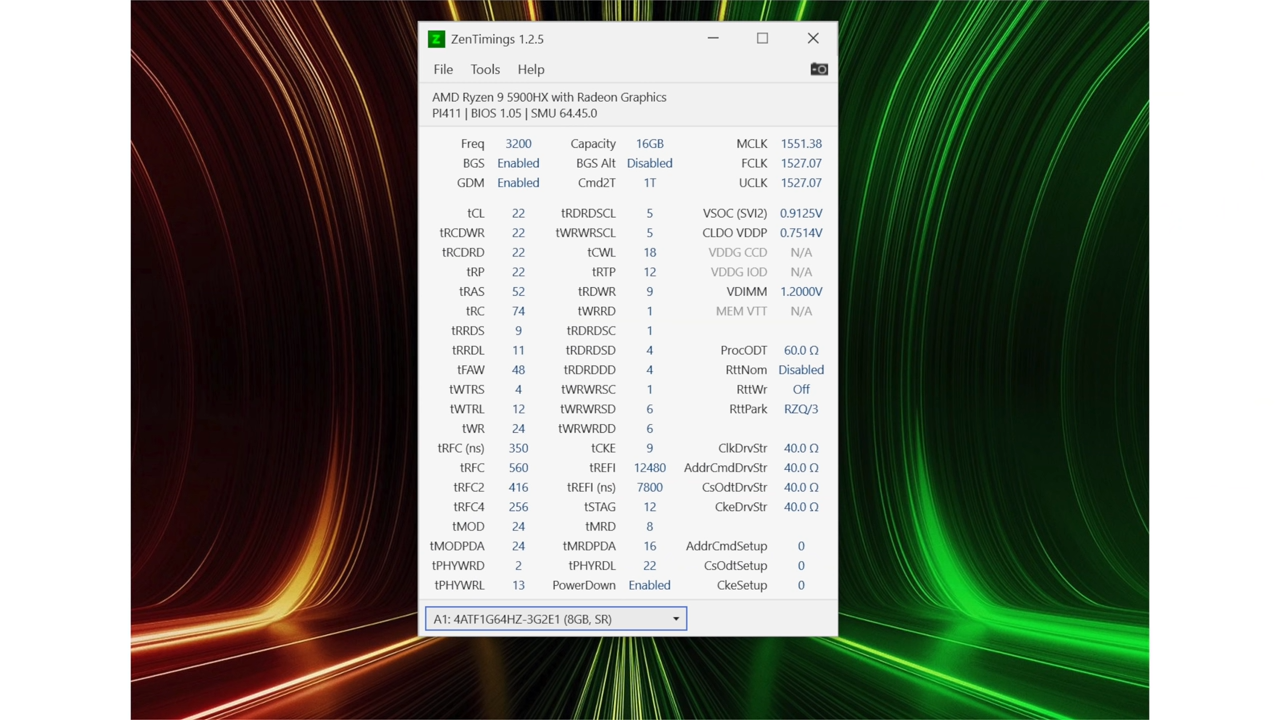 ZenTimings 1.2.5
File Tools Help
AMD Ryzen 9 5900HX with Radeon Graphics
PI411 | BIOS 1.05 | SMU 64.45.0
Freq 3200 Capacity 16GB MCLK 1551.38
BGS Enabled BGS Alt Disabled FCLK 1527.07
GDM Enabled Cmd2T 1T UCLK 1527.07
tCL 22 tRDRDSCL 5 VSOC (SVI2) 0.9125V
tRCDWR 22 tWRWRSCL 5 CLDO VDDP 0.7514V
tRCDRD 22 tCWL 18 VDDG CCD N/A
tRP 22 tRTP 12 VDDG IOD N/A
tRAS 52 tRDWR 9 VDIMM 1.2000V
tRC 74 tWRRD 1 MEM VTT N/A
tRRDS 9 tRDRDSC 1
tRRDL 11 tRDRDSD 4 ProcODT 60.0 Ω
tFAW 48 tRDRDDD 4 RttNom Disabled
tWTRS 4 tWRWRSC 1 RttWr Off
tWTRL 12 tWRWRSD 6 RttPark RZQ/3
tWR 24 tWRWRDD 6
tRFC (ns) 350 tCKE 9 ClkDrvStr 40.0 Ω
tRFC 560 tREFI 12480 AddrCmdDrvStr 40.0 Ω
tRFC2 416 tREFI (ns) 7800 CsOdtDrvStr 40.0 Ω
tRFC4 256 tSTAG 12 CkeDrvStr 40.0 Ω
tMOD 24 tMRD 8
tMODPDA 24 tMRDPDA 16 AddrCmdSetup 0
tPHYWRD 2 tPHYRDL 22 CsOdtSetup 0
tPHYWRL 13 PowerDown Enabled CkeSetup 0
A1: 4ATF1G64HZ-3G2E1 (8GB, SR)